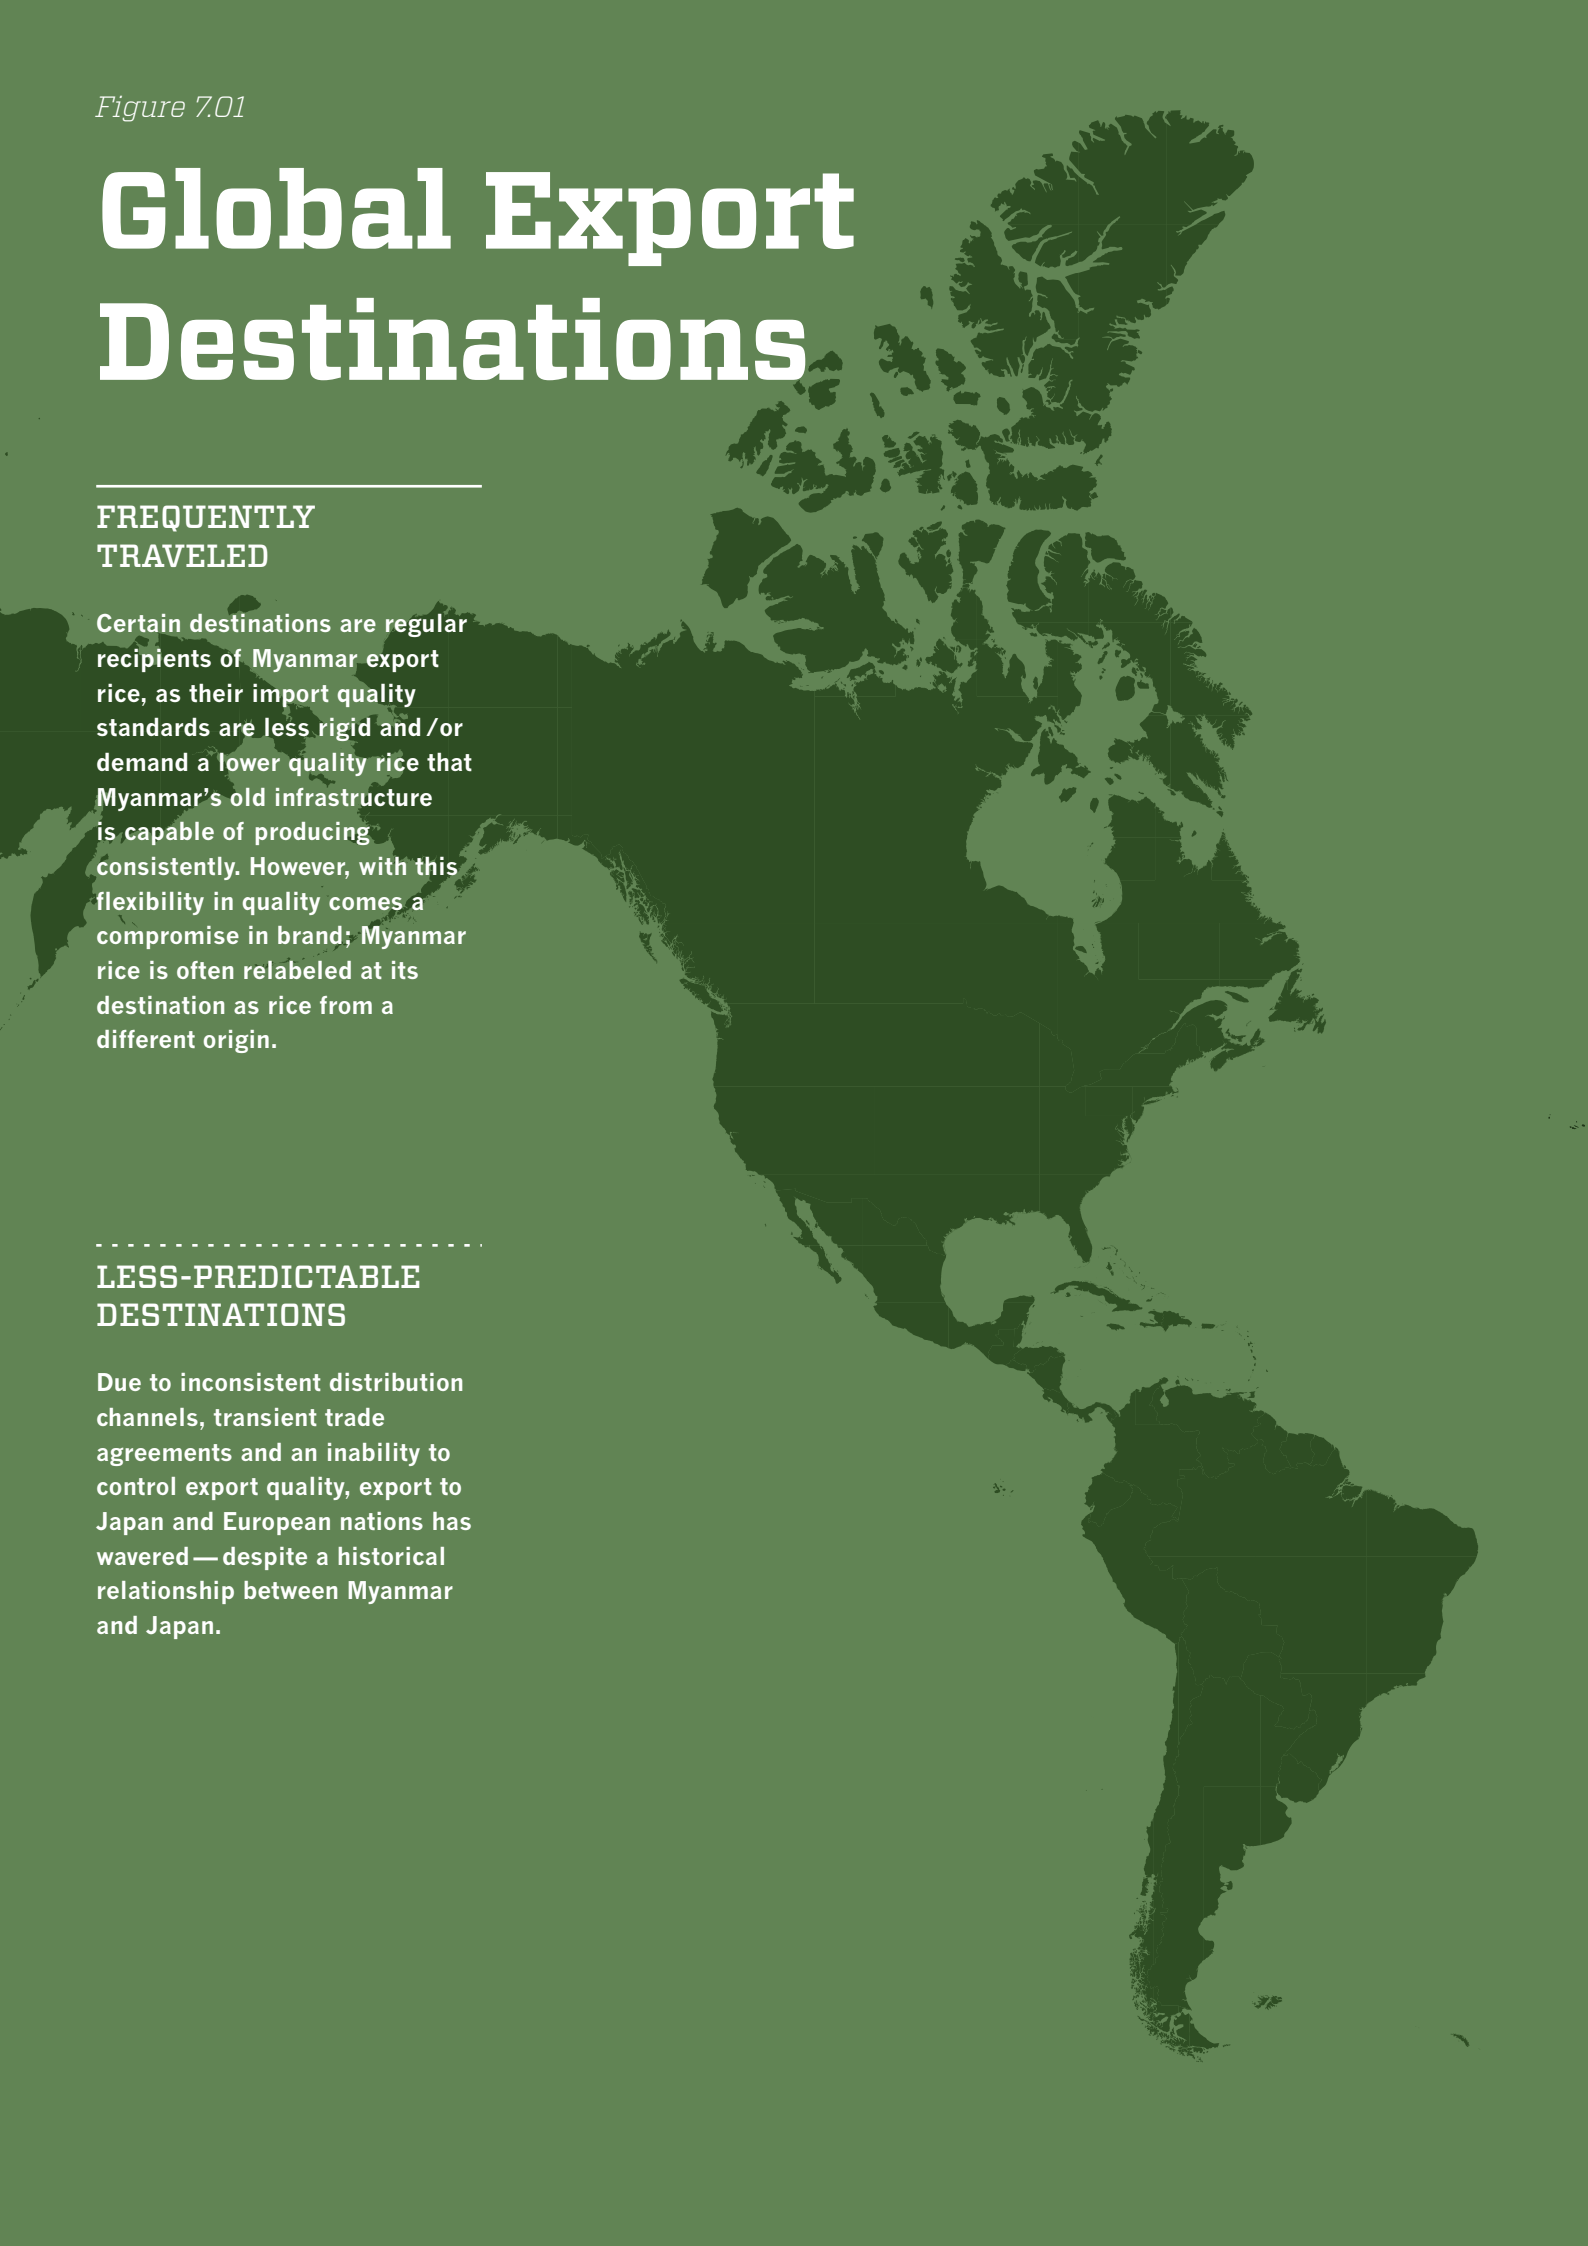 Figure 7.01
Global Export
Destinations
FREQUENTLY
TRAVELED
Certain destinations are regular
recipients of Myanmar export
rice, as their import quality
standards are less rigid and/or
demand a lower quality rice that
Myanmar’s old infrastructure
is capable of producing
consistently. However, with this
flexibility in quality comes a
compromise in brand; Myanmar
rice is often relabeled at its
destination as rice from a
different origin.
LESS-PREDICTABLE
DESTINATIONS
Due to inconsistent distribution
channels, transient trade
agreements and an inability to
control export quality, export to
Japan and European nations has
wavered—despite a historical
relationship between Myanmar
and Japan.